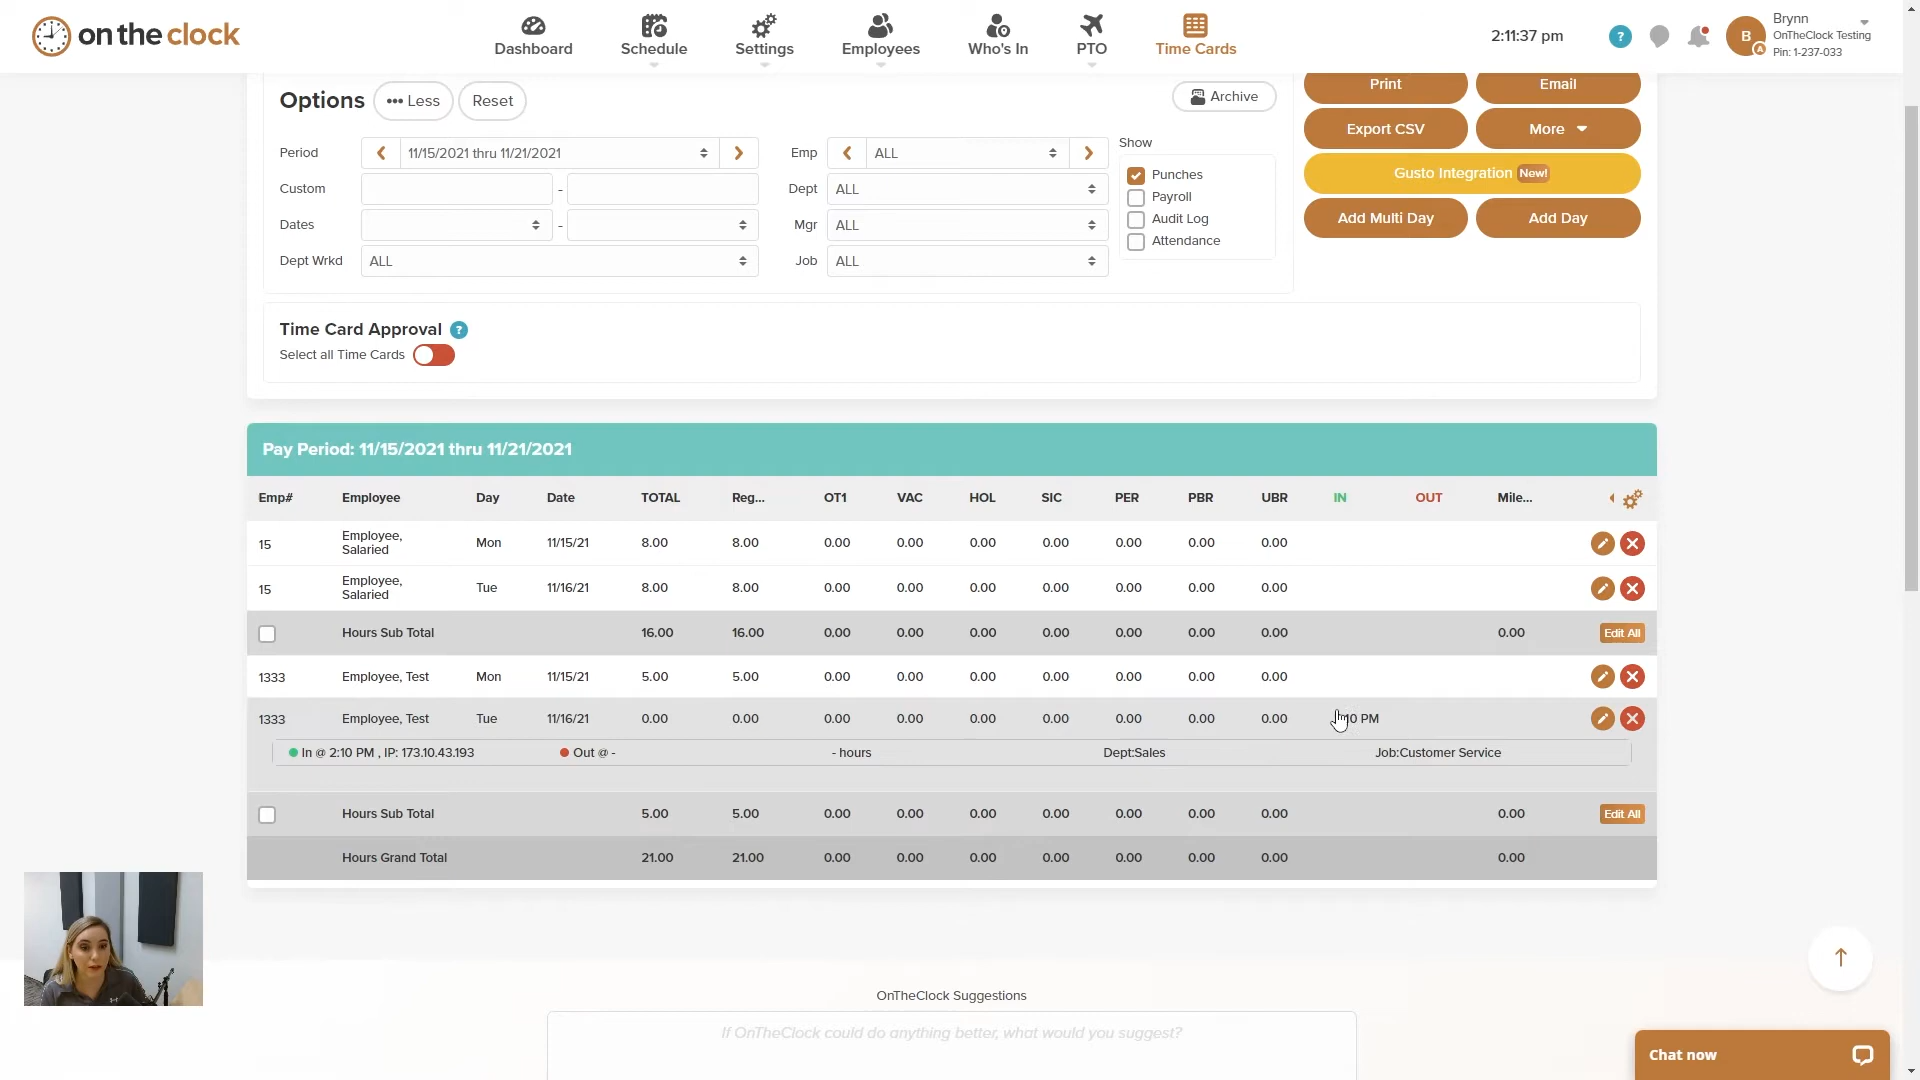 on the clock
Dashboard
Schedule
Settings
Employees
Who's In
PTO
Time Cards
2:11:37 pm
?
B
A
Brynn
OnTheClock Testing
Pin: 1-237-033
Options
Less
Reset
Archive
Print
Email
Export CSV
More
Gusto Integration New!
Add Multi Day
Add Day
Period
11/15/2021 thru 11/21/2021
Custom
-
Dates
-
Dept Wrkd
ALL
Emp
ALL
Dept
ALL
Mgr
ALL
Job
ALL
Show
Punches
Payroll
Audit Log
Attendance
Time Card Approval ?
Select all Time Cards
Pay Period: 11/15/2021 thru 11/21/2021
Emp# Employee Day Date TOTAL Reg... OT1 VAC HOL SIC PER PBR UBR IN OUT Mile...
15 Employee, Salaried Mon 11/15/21 8.00 8.00 0.00 0.00 0.00 0.00 0.00 0.00 0.00
15 Employee, Salaried Tue 11/16/21 8.00 8.00 0.00 0.00 0.00 0.00 0.00 0.00 0.00
Hours Sub Total 16.00 16.00 0.00 0.00 0.00 0.00 0.00 0.00 0.00 0.00 Edit All
1333 Employee, Test Mon 11/15/21 5.00 5.00 0.00 0.00 0.00 0.00 0.00 0.00 0.00
1333 Employee, Test Tue 11/16/21 0.00 0.00 0.00 0.00 0.00 0.00 0.00 0.00 0.00 PM
In @ 2:10 PM , IP: 173.10.43.193 Out @ - - hours Dept:Sales Job:Customer Service
Hours Sub Total 5.00 5.00 0.00 0.00 0.00 0.00 0.00 0.00 0.00 0.00 Edit All
Hours Grand Total 21.00 21.00 0.00 0.00 0.00 0.00 0.00 0.00 0.00 0.00
OnTheClock Suggestions
If OnTheClock could do anything better, what would you suggest?
Chat now